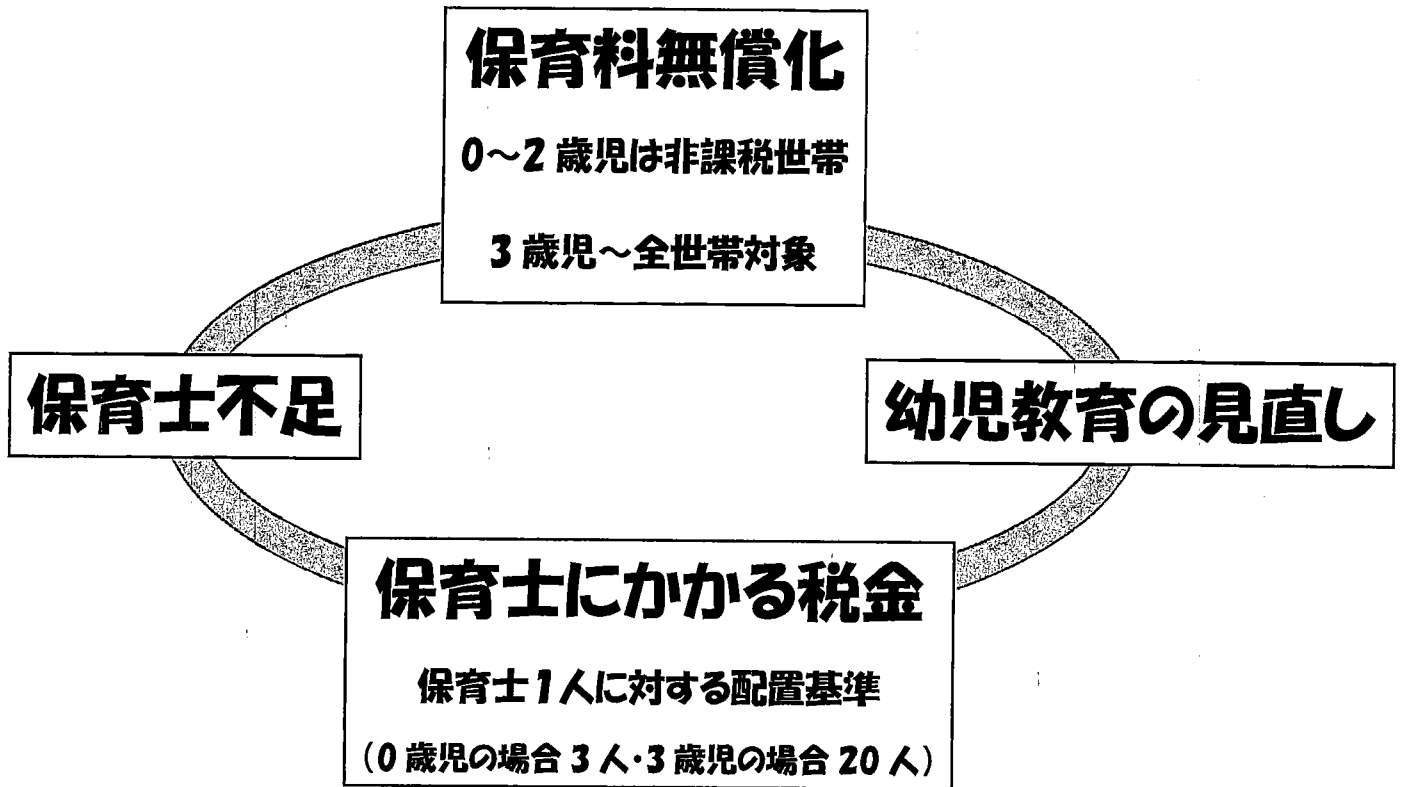 保育料無償化
0～2歳児は非課税世帯
3歳児～全世帯対象
保育士不足
幼児教育の見直し
保育士にかかる税金
保育士1人に対する配置基準
(0歳児の場合3人・3歳児の場合20人)